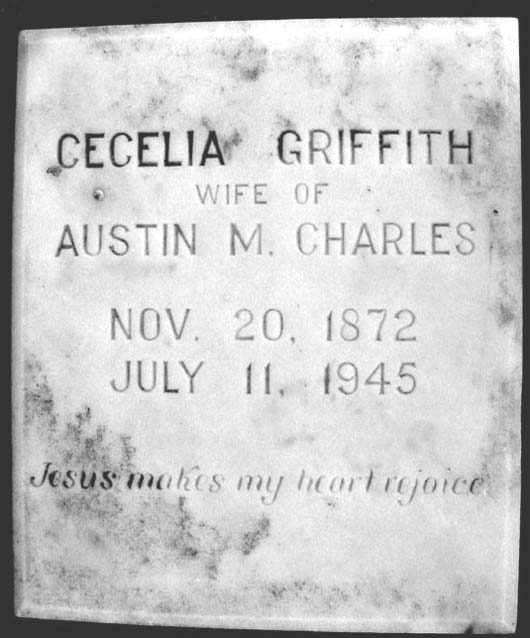 CECELIA GRIFFITH
WIFE OF
AUSTIN M. CHARLES
NOV. 20, 1872
JULY 11, 1945
Jesus makes my heart rejoice.